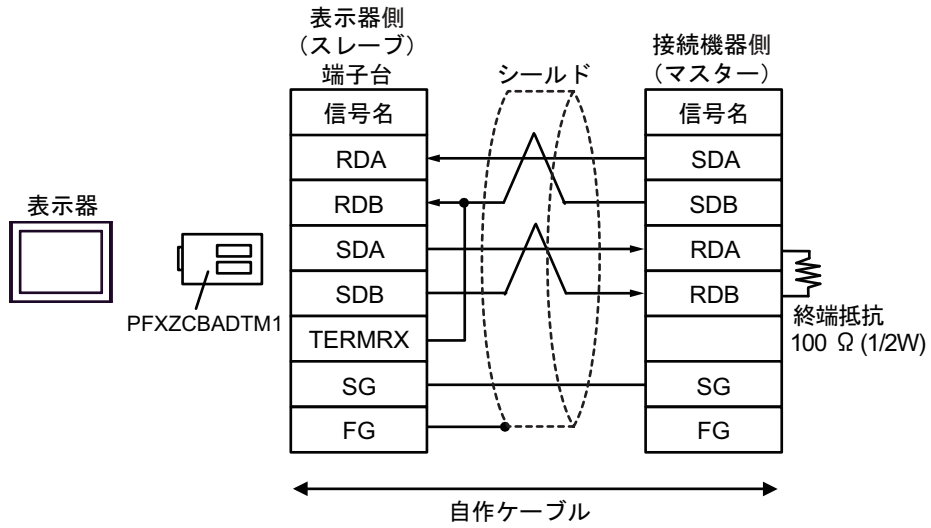 表示器側
（スレーブ）
端子台
シールド
接続機器側
（マスター）
信号名
信号名
RDA
SDA
RDB
SDB
表示器
SDA
RDA
SDB
RDB
PFXZCBADTM1
TERMRX
終端抵抗
100 Ω (1/2W)
SG
SG
FG
FG
自作ケーブル